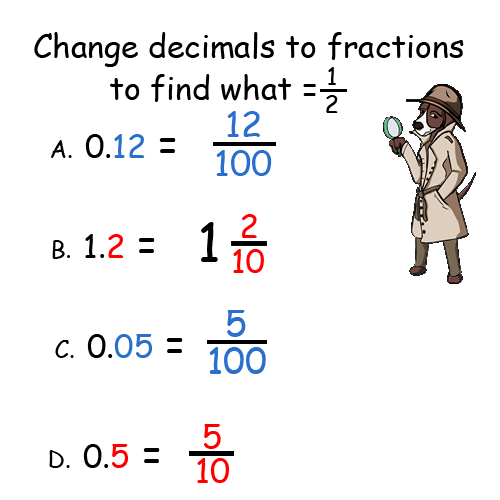 Change decimals to fractions
to find what = 1/2
A. 0.12 = 12/100
B. 1.2 = 1 2/10
C. 0.05 = 5/100
D. 0.5 = 5/10